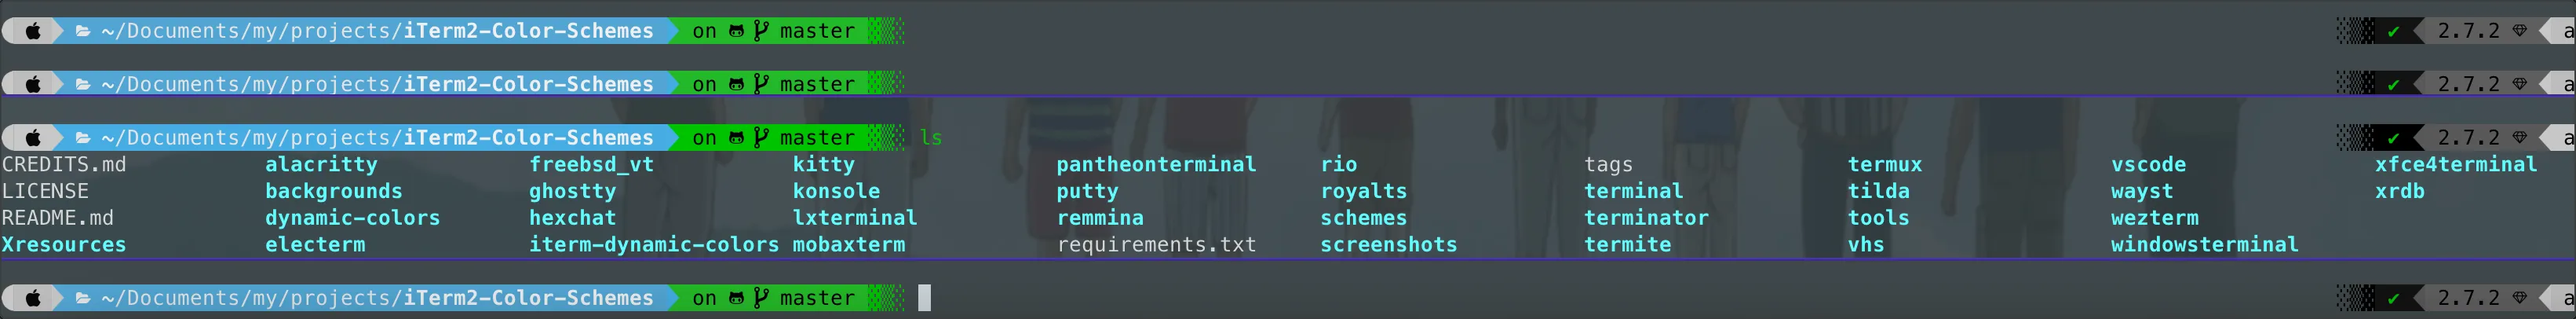 ~/Documents/my/projects/iTerm2-Color-Schemes on master ✔ 2.7.2 a
~/Documents/my/projects/iTerm2-Color-Schemes on master ✔ 2.7.2 a
~/Documents/my/projects/iTerm2-Color-Schemes on master ls ✔ 2.7.2 a
CREDITS.md alacritty freebsd_vt kitty pantheonterminal rio tags termux vscode xfce4terminal
LICENSE backgrounds ghostty konsole putty royalts terminal tilda wayst xrdb
README.md dynamic-colors hexchat lxterminal remmina schemes terminator tools wezterm
Xresources electerm iterm-dynamic-colors mobaxterm requirements.txt screenshots termite vhs windowsterminal
~/Documents/my/projects/iTerm2-Color-Schemes on master ✔ 2.7.2 a